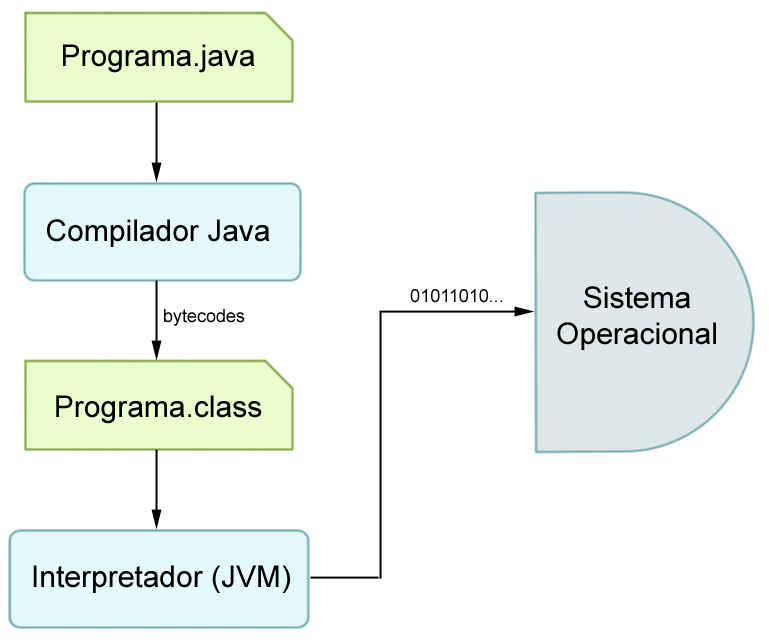 Programa.java
Compilador Java
bytecodes
Programa.class
Interpretador (JVM)
01011010...
Sistema
Operacional